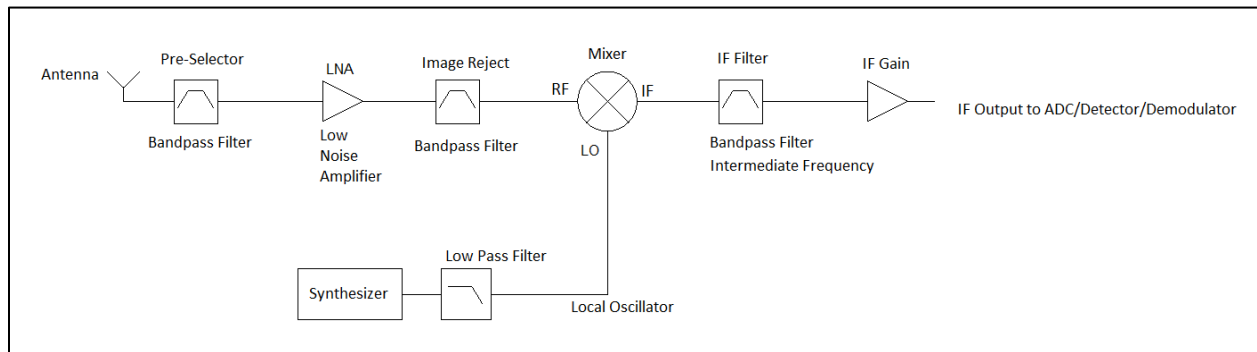 Antenna
Pre-Selector
Bandpass Filter
LNA
Low
Noise
Amplifier
Image Reject
Bandpass Filter
Mixer
RF
IF
LO
IF Filter
Bandpass Filter
Intermediate Frequency
IF Gain
IF Output to ADC/Detector/Demodulator
Synthesizer
Low Pass Filter
Local Oscillator